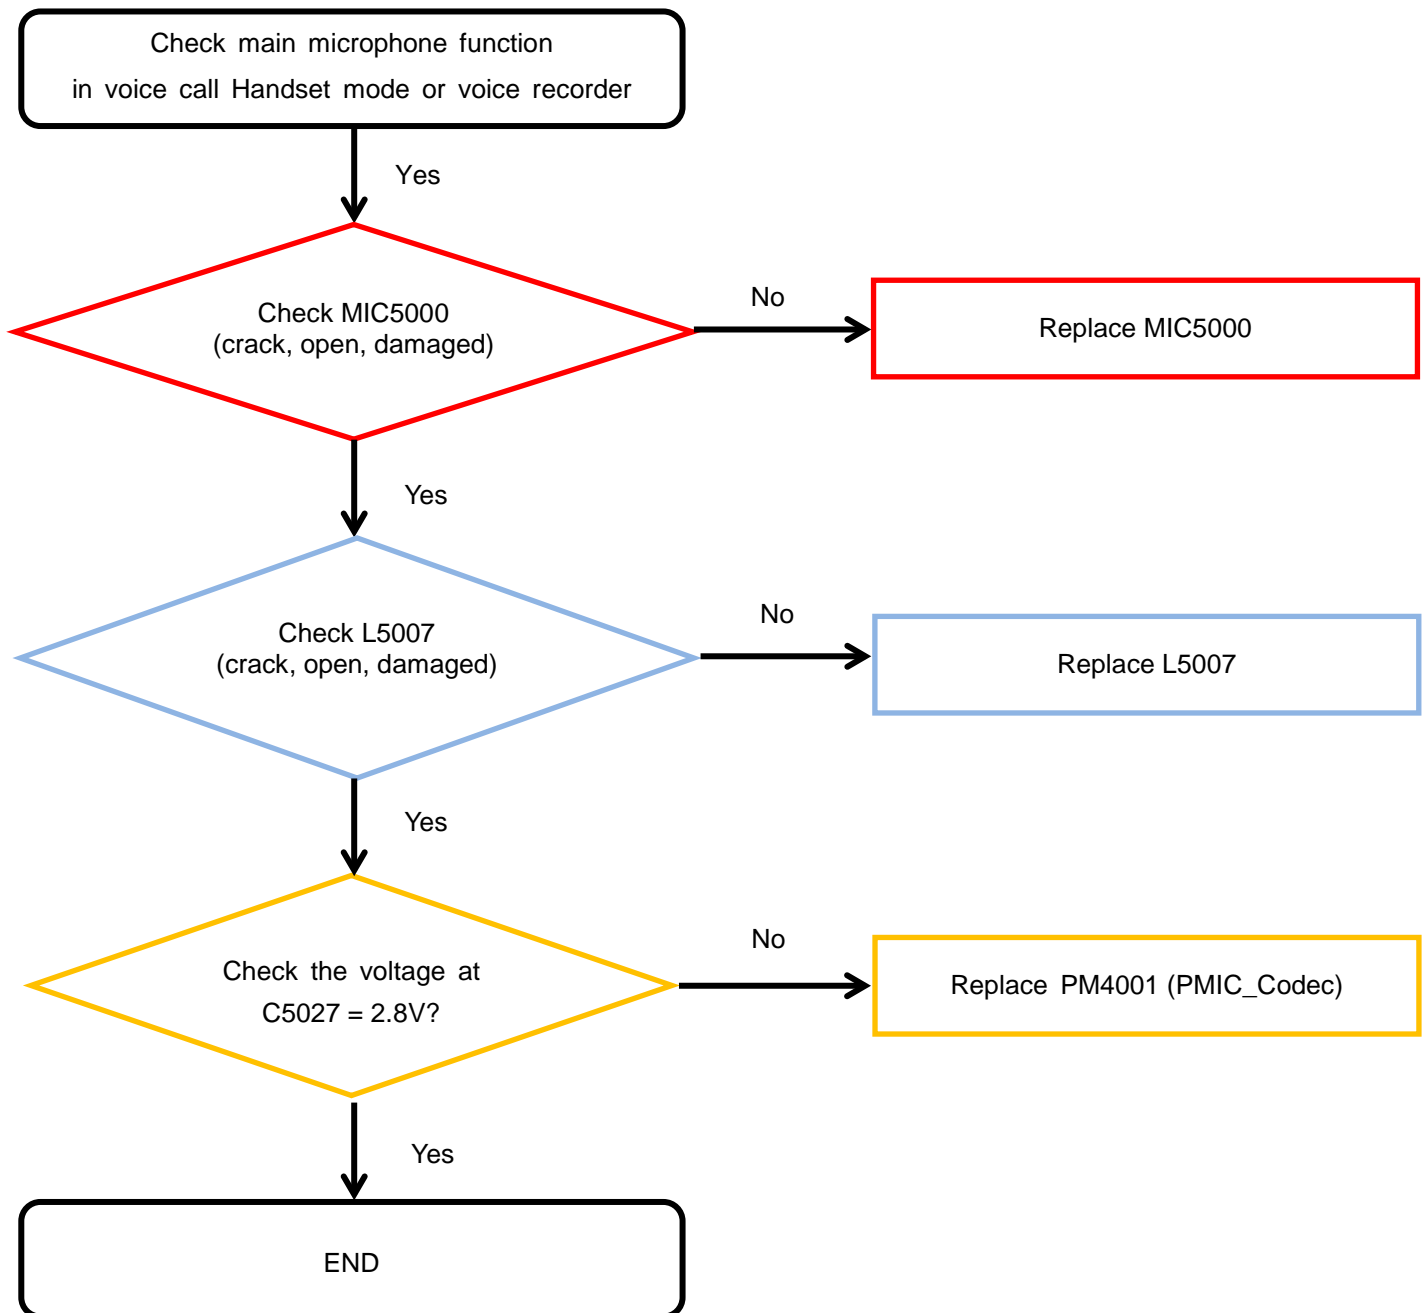 Check main microphone function
in voice call Handset mode or voice recorder
Yes
Check MIC5000
(crack, open, damaged)
No
Replace MIC5000
Yes
Check L5007
(crack, open, damaged)
No
Replace L5007
Yes
Check the voltage at
C5027 = 2.8V?
No
Replace PM4001 (PMIC_Codec)
Yes
END